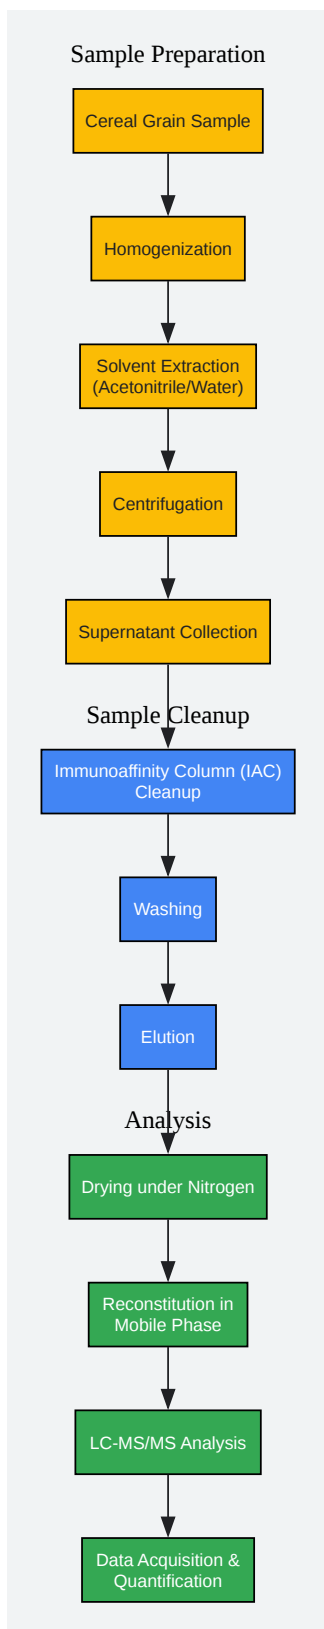 Sample Preparation
Cereal Grain Sample
Homogenization
Solvent Extraction
(Acetonitrile/Water)
Centrifugation
Supernatant Collection
Sample Cleanup
Immunoaffinity Column (IAC)
Cleanup
Washing
Elution
Analysis
Drying under Nitrogen
Reconstitution in
Mobile Phase
LC-MS/MS Analysis
Data Acquisition &
Quantification